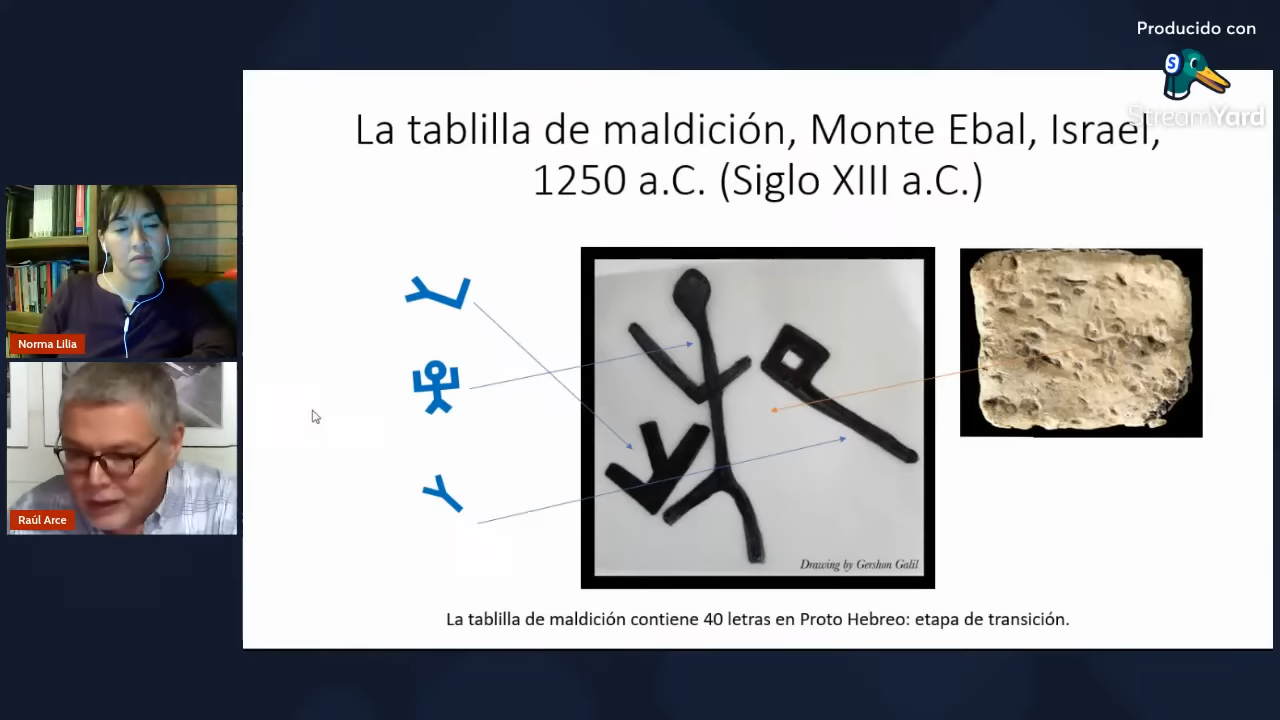 Producido con
StreamYard
La tablilla de maldición, Monte Ebal, Israel,
1250 a.C. (Siglo XIII a.C.)
Norma Lilia
Raúl Arce
Drawing by Gershon Galil
La tablilla de maldición contiene 40 letras en Proto Hebreo: etapa de transición.